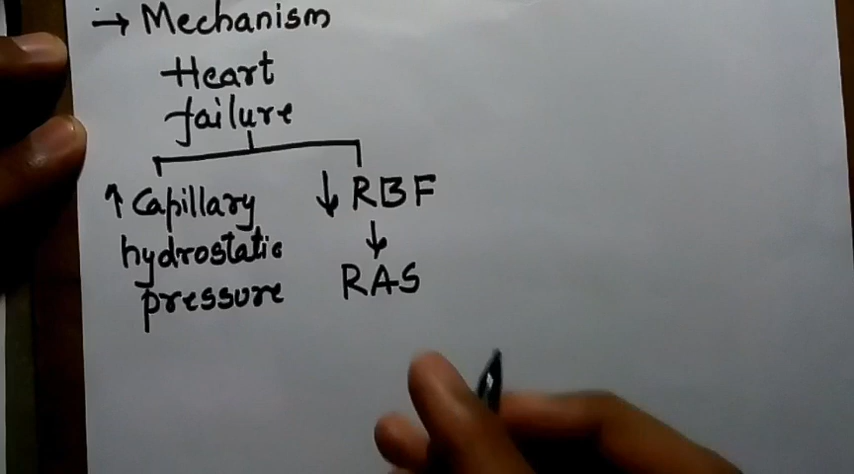 → Mechanism
Heart
failure
↑ Capillary
hydrostatic
pressure
↓ RBF
↓
RAS